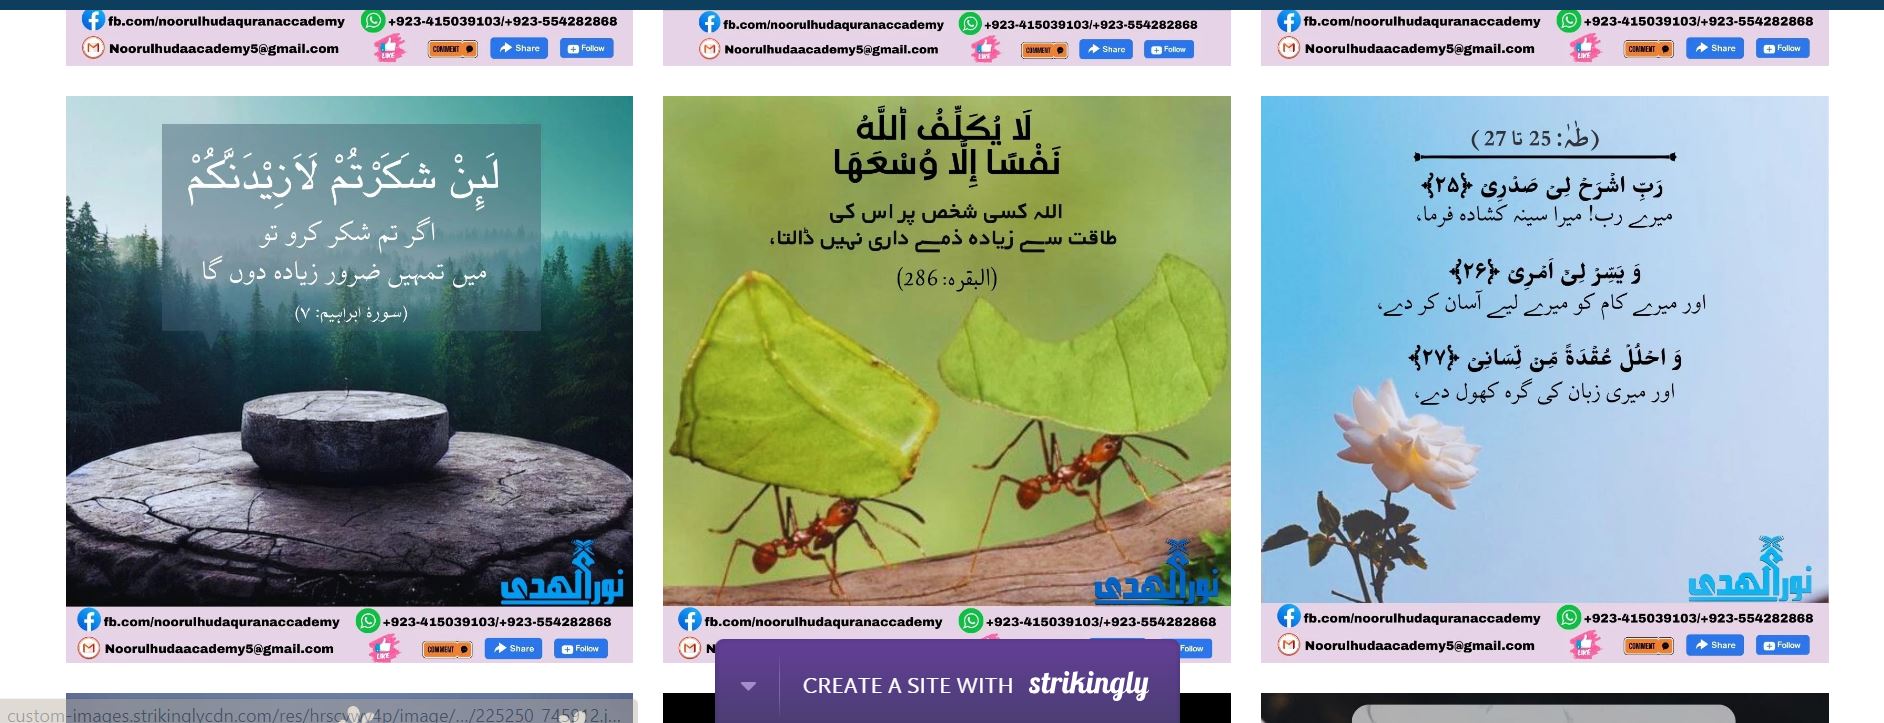 fb.com/noorulhudaquranaccademy +923-415039103/+923-554282868
Noorulhudaacademy5@gmail.com LIKE COMMENT Share Follow
fb.com/noorulhudaquranaccademy +923-415039103/+923-554282868
Noorulhudaacademy5@gmail.com LIKE COMMENT Share Follow
fb.com/noorulhudaquranaccademy +923-415039103/+923-554282868
Noorulhudaacademy5@gmail.com LIKE COMMENT Share Follow
لَىِٕنْ شَكَرْتُمْ لَاَزِيْدَنَّكُمْ
اگر تم شکر کرو تو
میں تمہیں ضرور زیادہ دوں گا
(سورۂ ابراہیم: ۷)
نورالهدى
fb.com/noorulhudaquranaccademy +923-415039103/+923-554282868
Noorulhudaacademy5@gmail.com LIKE COMMENT Share Follow
لَا يُكَلِّفُ اللَّهُ
نَفْسًا إِلَّا وُسْعَهَا
اللہ کسی شخص پر اس کی
طاقت سے زیادہ ذمے داری نہیں ڈالتا،
(البقرہ: 286)
نورالهدى
fb.com/noorulhudaquranaccademy +923-415039103/+923-554282868
Follow
(طٰہٰ: 25 تا 27)
رَبِّ اشْرَحْ لِیْ صَدْرِیْ ﴿۲۵﴾
میرے رب! میرا سینہ کشادہ فرما،
وَ یَسِّرْ لِیْۤ اَمْرِیْ ﴿۲۶﴾
اور میرے کام کو میرے لیے آسان کر دے،
وَ احْلُلْ عُقْدَةً مِّنْ لِّسَانِیْ ﴿۲۷﴾
اور میری زبان کی گرہ کھول دے،
نورالهدى
fb.com/noorulhudaquranaccademy +923-415039103/+923-554282868
Noorulhudaacademy5@gmail.com LIKE COMMENT Share Follow
CREATE A SITE WITH strikingly
custom-images.strikinglycdn.com/res/hrscywy4p/image/.../225250_745912.j...